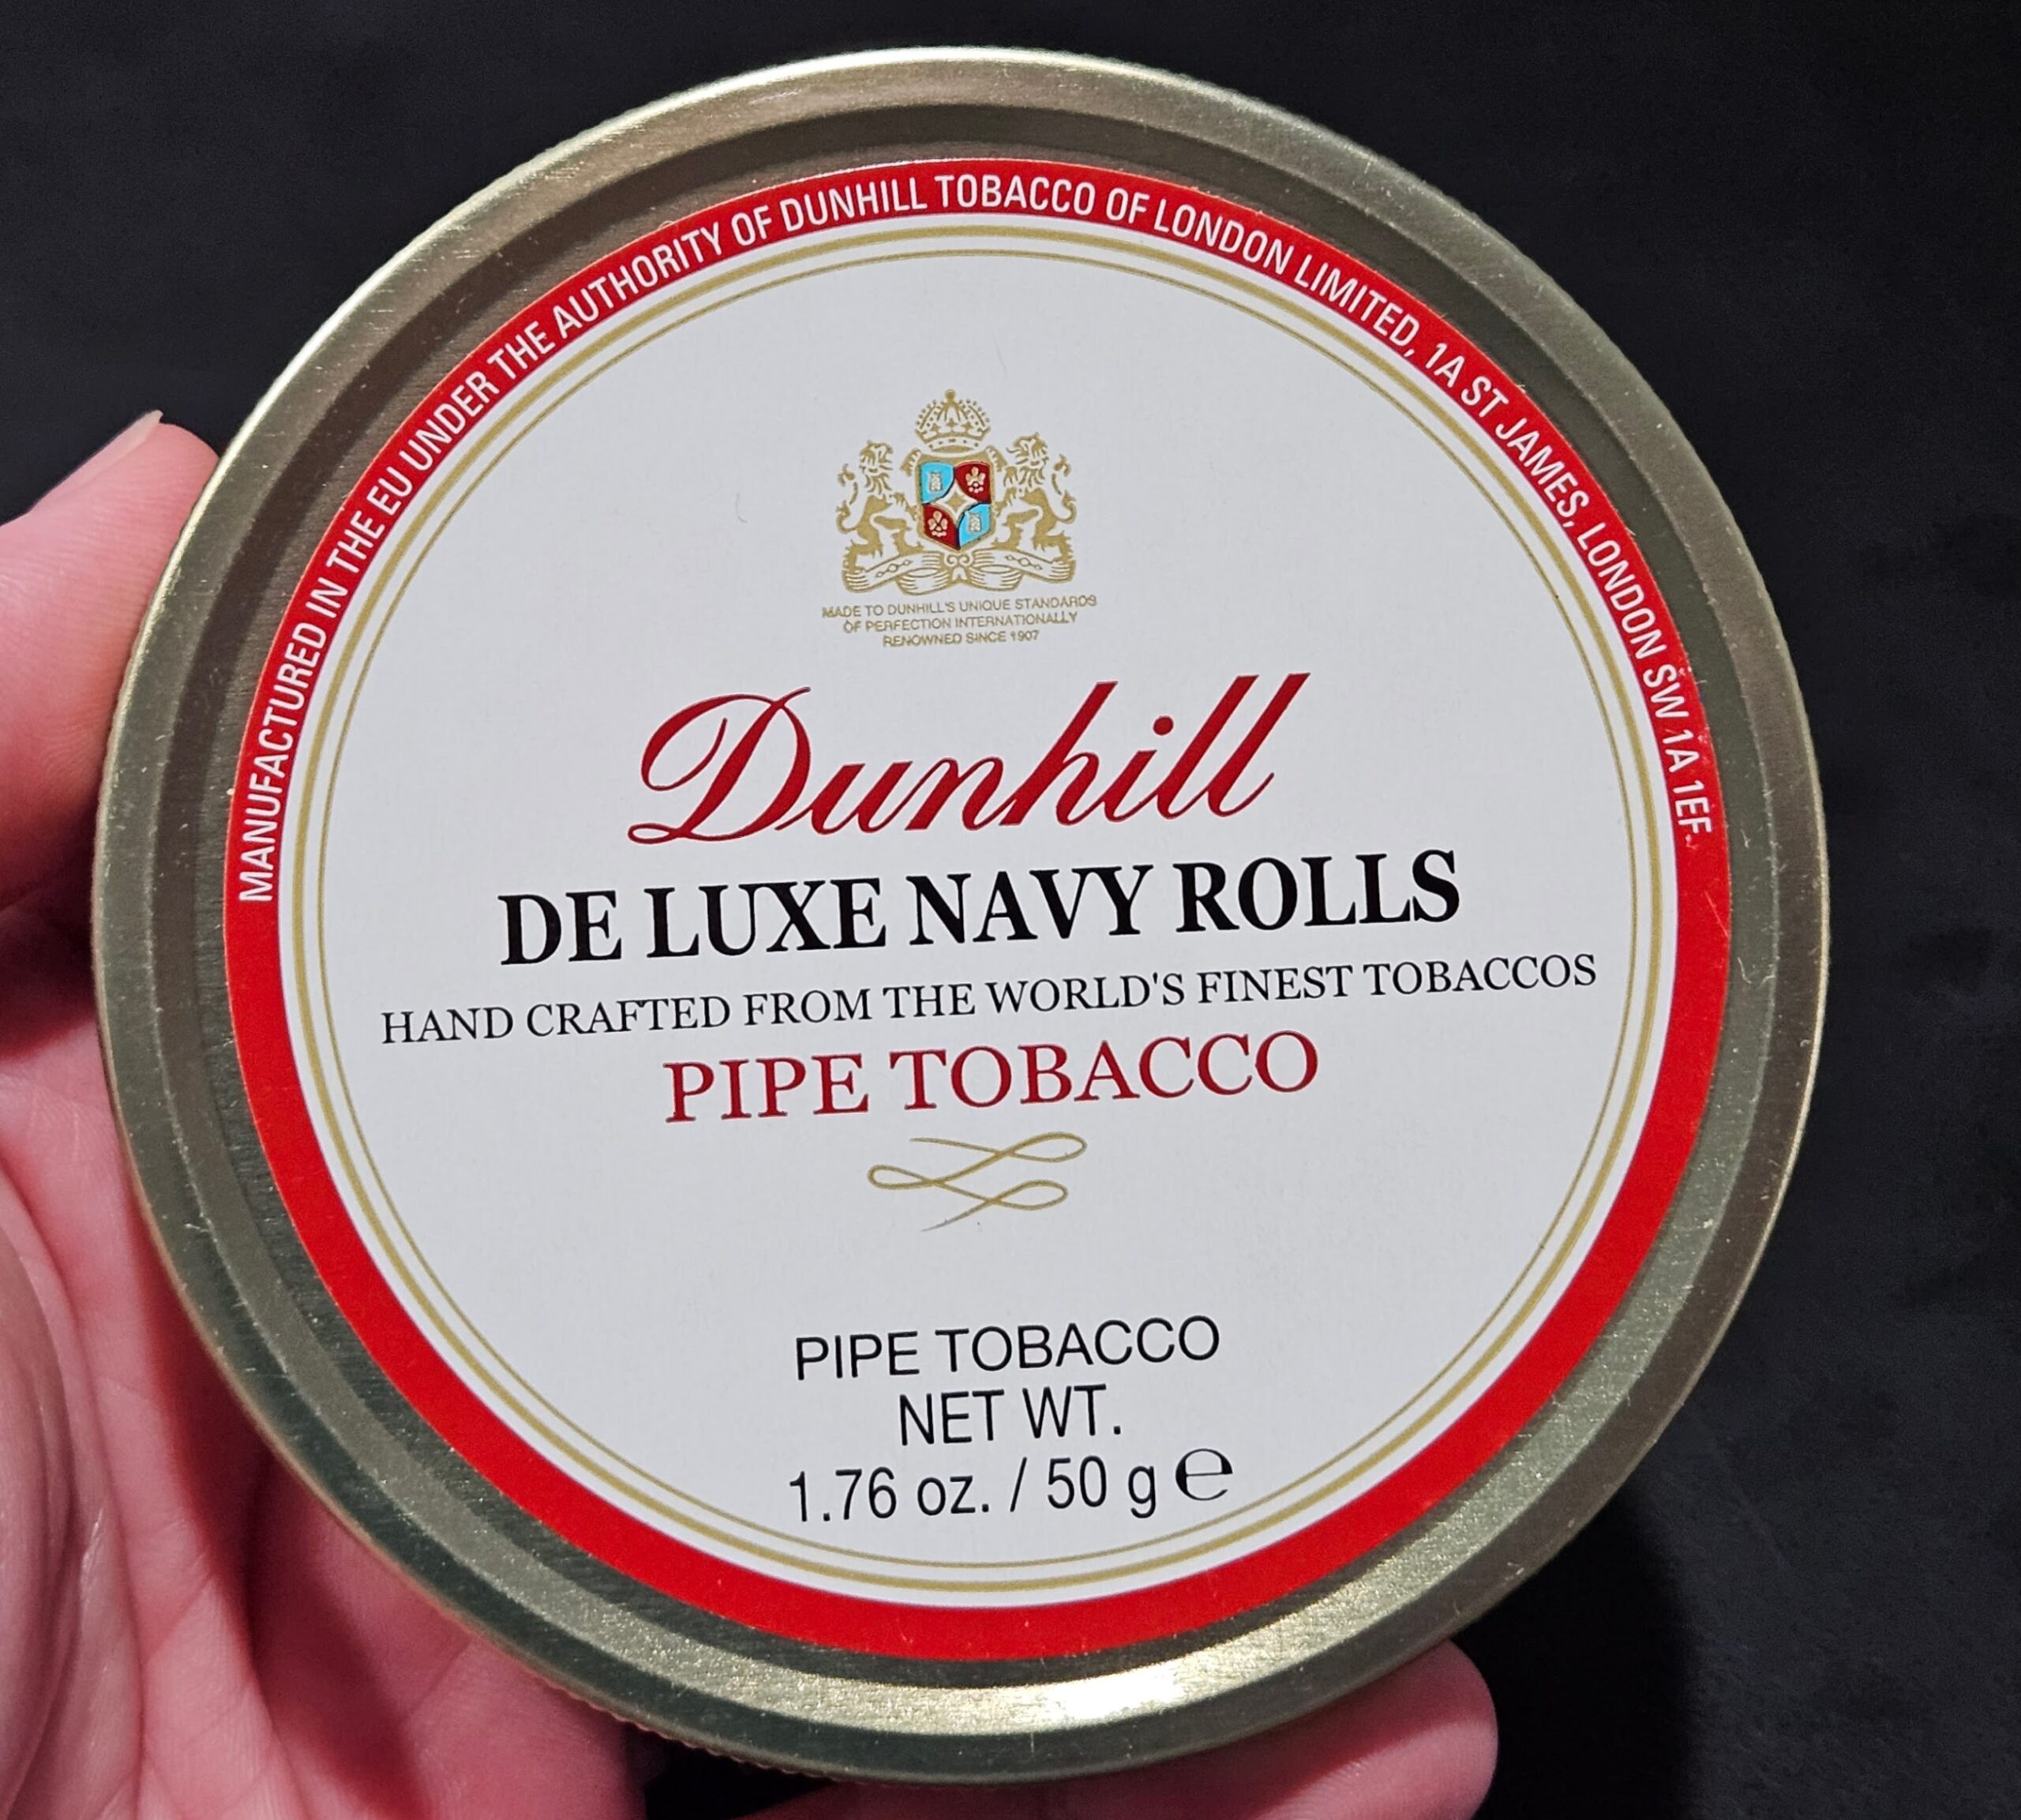 MANUFACTURED IN THE EU UNDER THE AUTHORITY OF DUNHILL TOBACCO OF LONDON LIMITED, 1A ST JAMES, LONDON SW1A 1EF.
MADE TO DUNHILL'S UNIQUE STANDARDS
OF PERFECTION INTERNATIONALLY
RENOWNED SINCE 1907
Dunhill
DE LUXE NAVY ROLLS
HAND CRAFTED FROM THE WORLD'S FINEST TOBACCOS
PIPE TOBACCO
PIPE TOBACCO
NET WT.
1.76 oz. / 50 g ℮